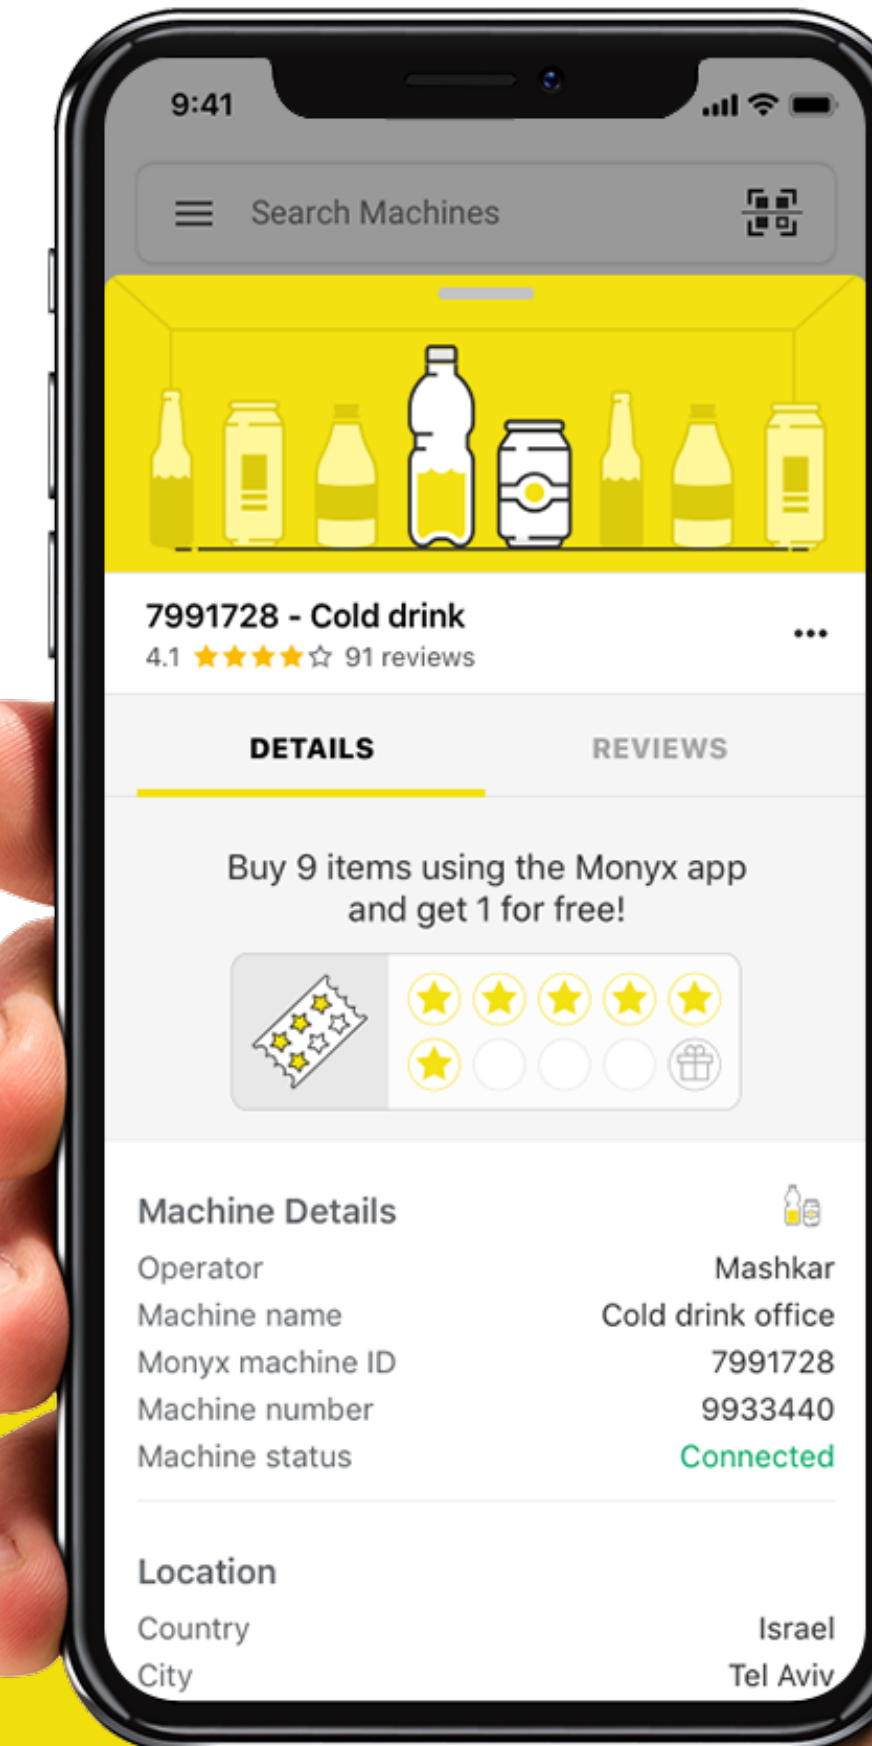 9:41
Search Machines
7991728 - Cold drink
4.1 91 reviews
DETAILS REVIEWS
Buy 9 items using the Monyx app
and get 1 for free!
Machine Details
Operator Mashkar
Machine name Cold drink office
Monyx machine ID 7991728
Machine number 9933440
Machine status Connected
Location
Country Israel
City Tel Aviv